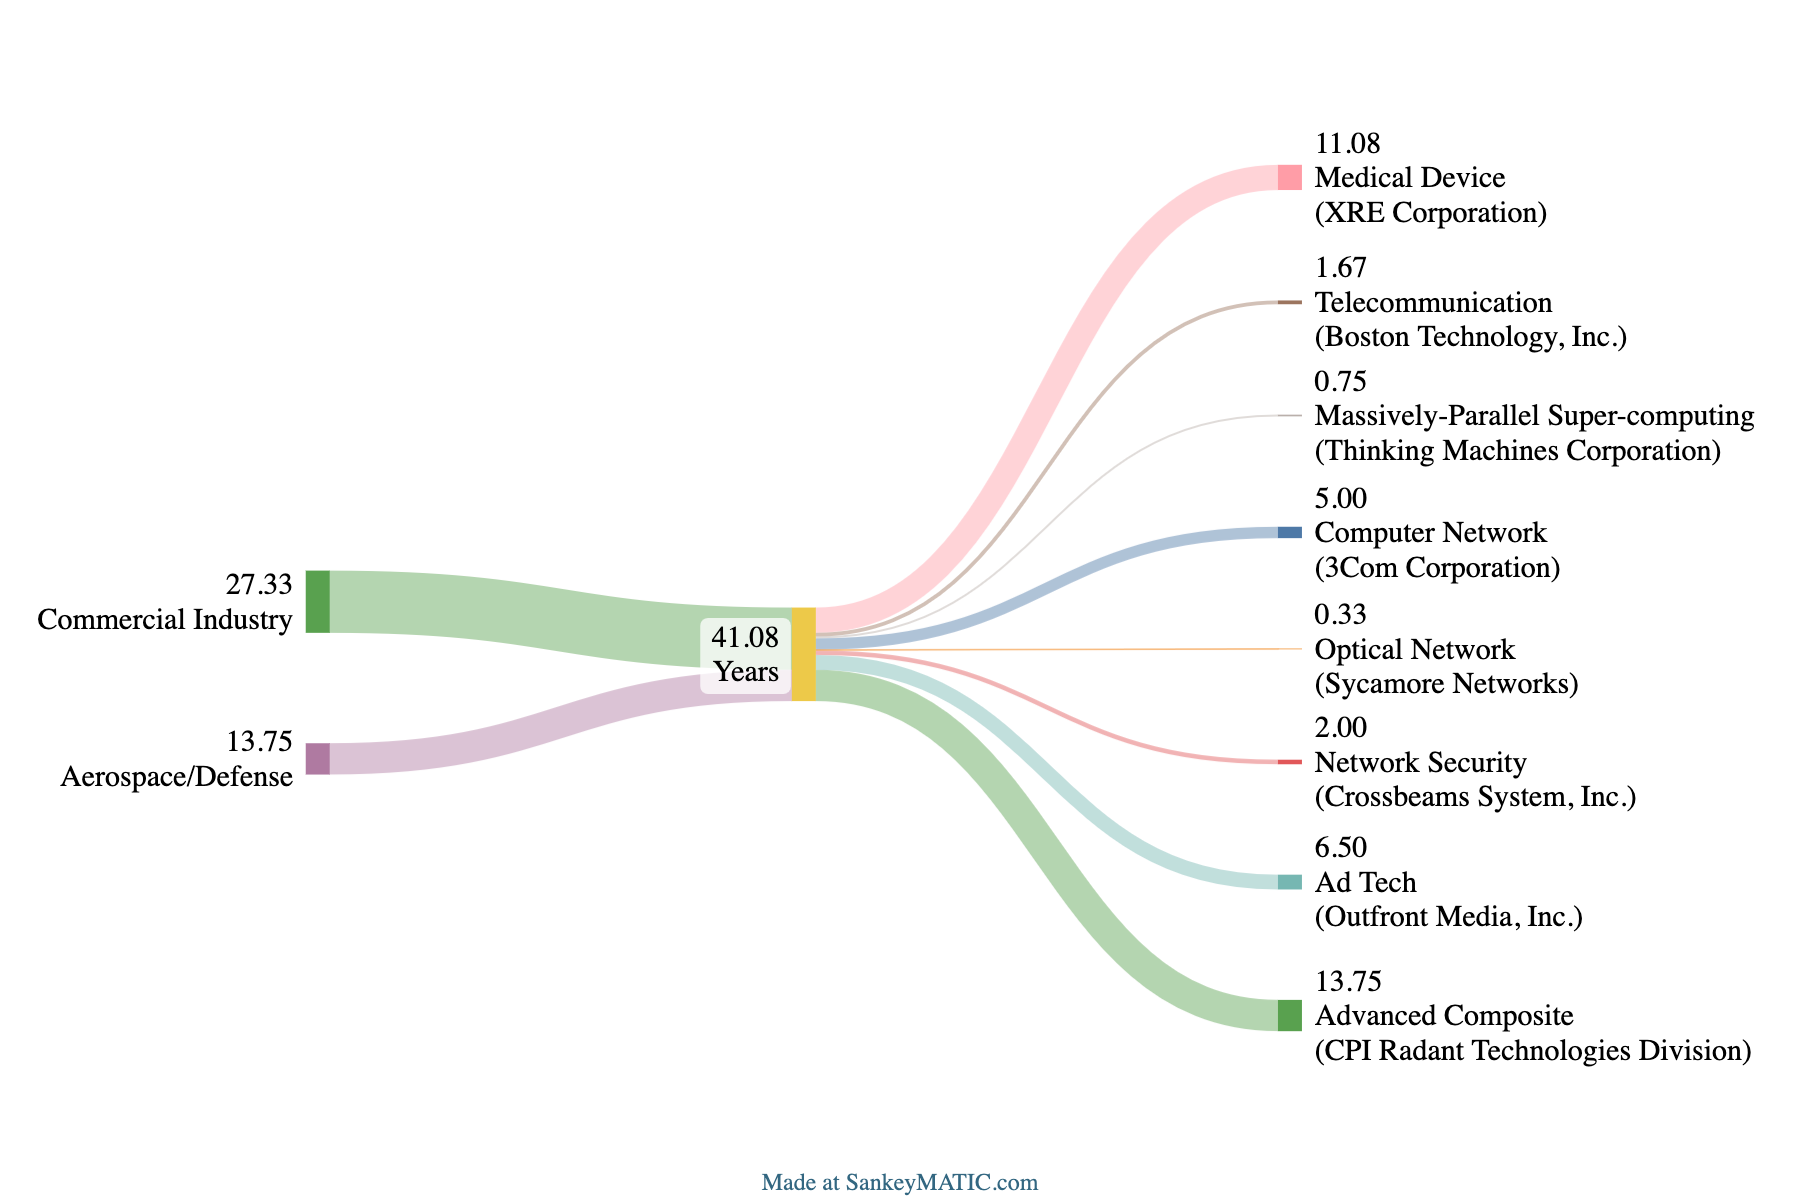 27.33
Commercial Industry
13.75
Aerospace/Defense
41.08
Years
11.08
Medical Device
(XRE Corporation)
1.67
Telecommunication
(Boston Technology, Inc.)
0.75
Massively-Parallel Super-computing
(Thinking Machines Corporation)
5.00
Computer Network
(3Com Corporation)
0.33
Optical Network
(Sycamore Networks)
2.00
Network Security
(Crossbeams System, Inc.)
6.50
Ad Tech
(Outfront Media, Inc.)
13.75
Advanced Composite
(CPI Radant Technologies Division)
Made at SankeyMATIC.com